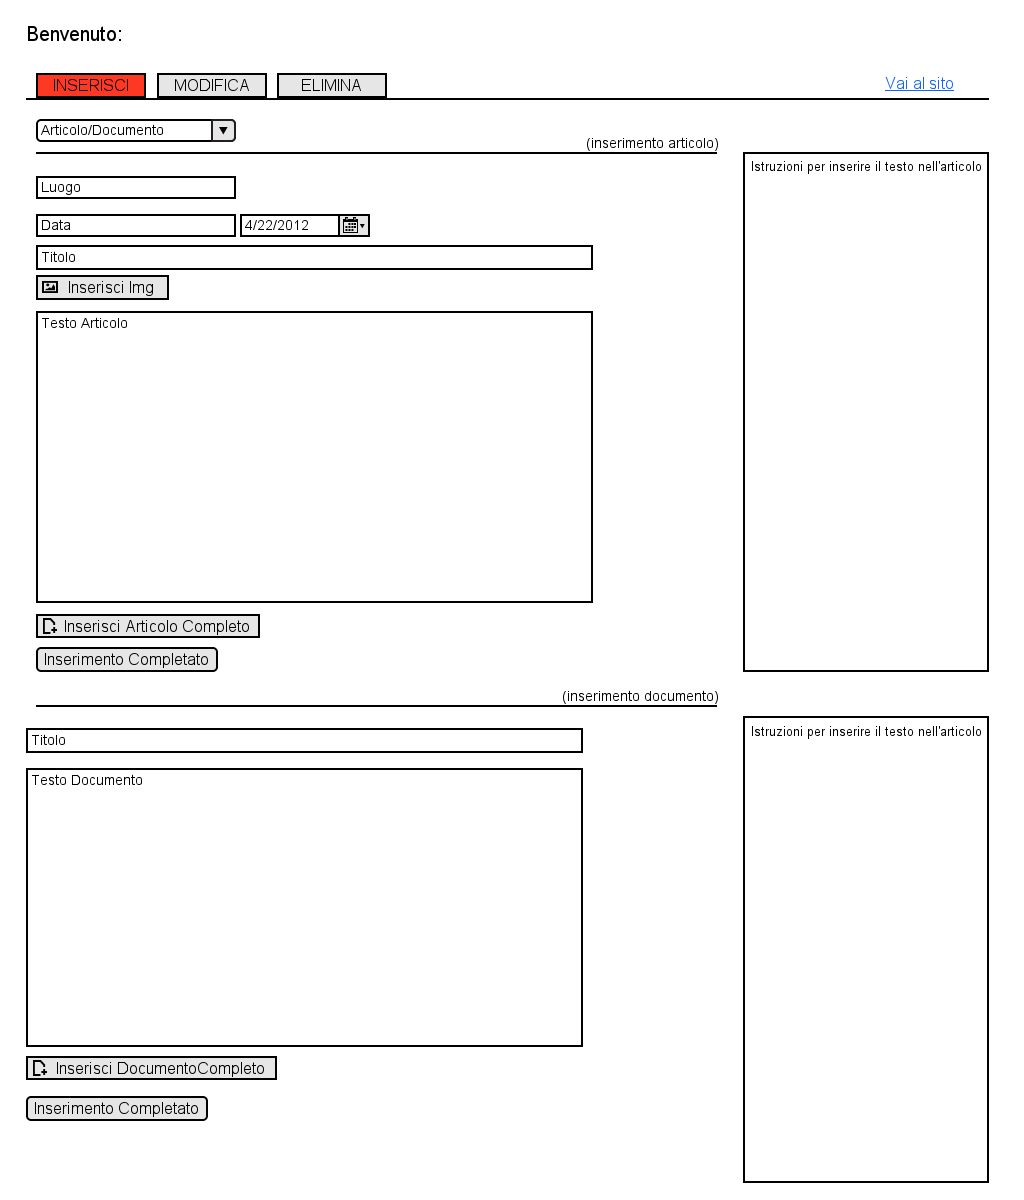 Benvenuto:
INSERISCI MODIFICA ELIMINA Vai al sito
Articolo/Documento
(inserimento articolo)
Istruzioni per inserire il testo nell'articolo
Luogo
Data 4/22/2012
Titolo
Inserisci Img
Testo Articolo
Inserisci Articolo Completo
Inserimento Completato
(inserimento documento)
Istruzioni per inserire il testo nell'articolo
Titolo
Testo Documento
Inserisci DocumentoCompleto
Inserimento Completato